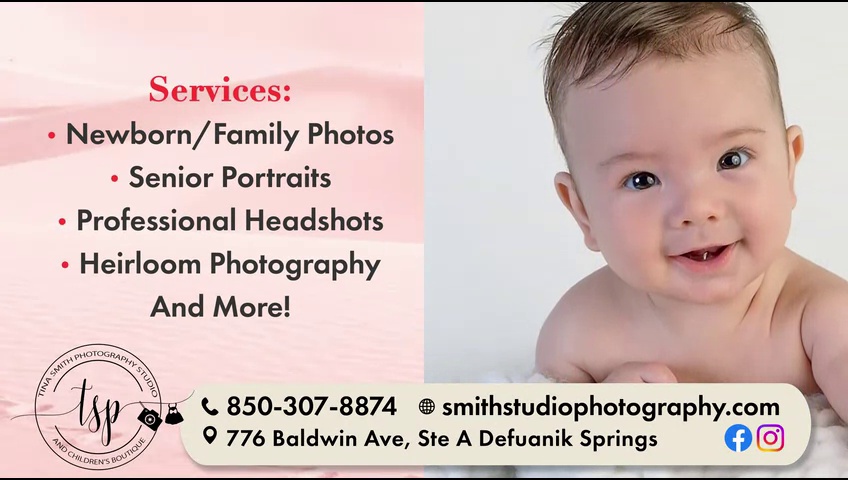 Services:
• Newborn/Family Photos
• Senior Portraits
• Professional Headshots
• Heirloom Photography
And More!
TINA SMITH PHOTOGRAPHY STUDIO
tsp
AND CHILDREN'S BOUTIQUE
850-307-8874 smithstudiophotography.com
776 Baldwin Ave, Ste A Defuanik Springs